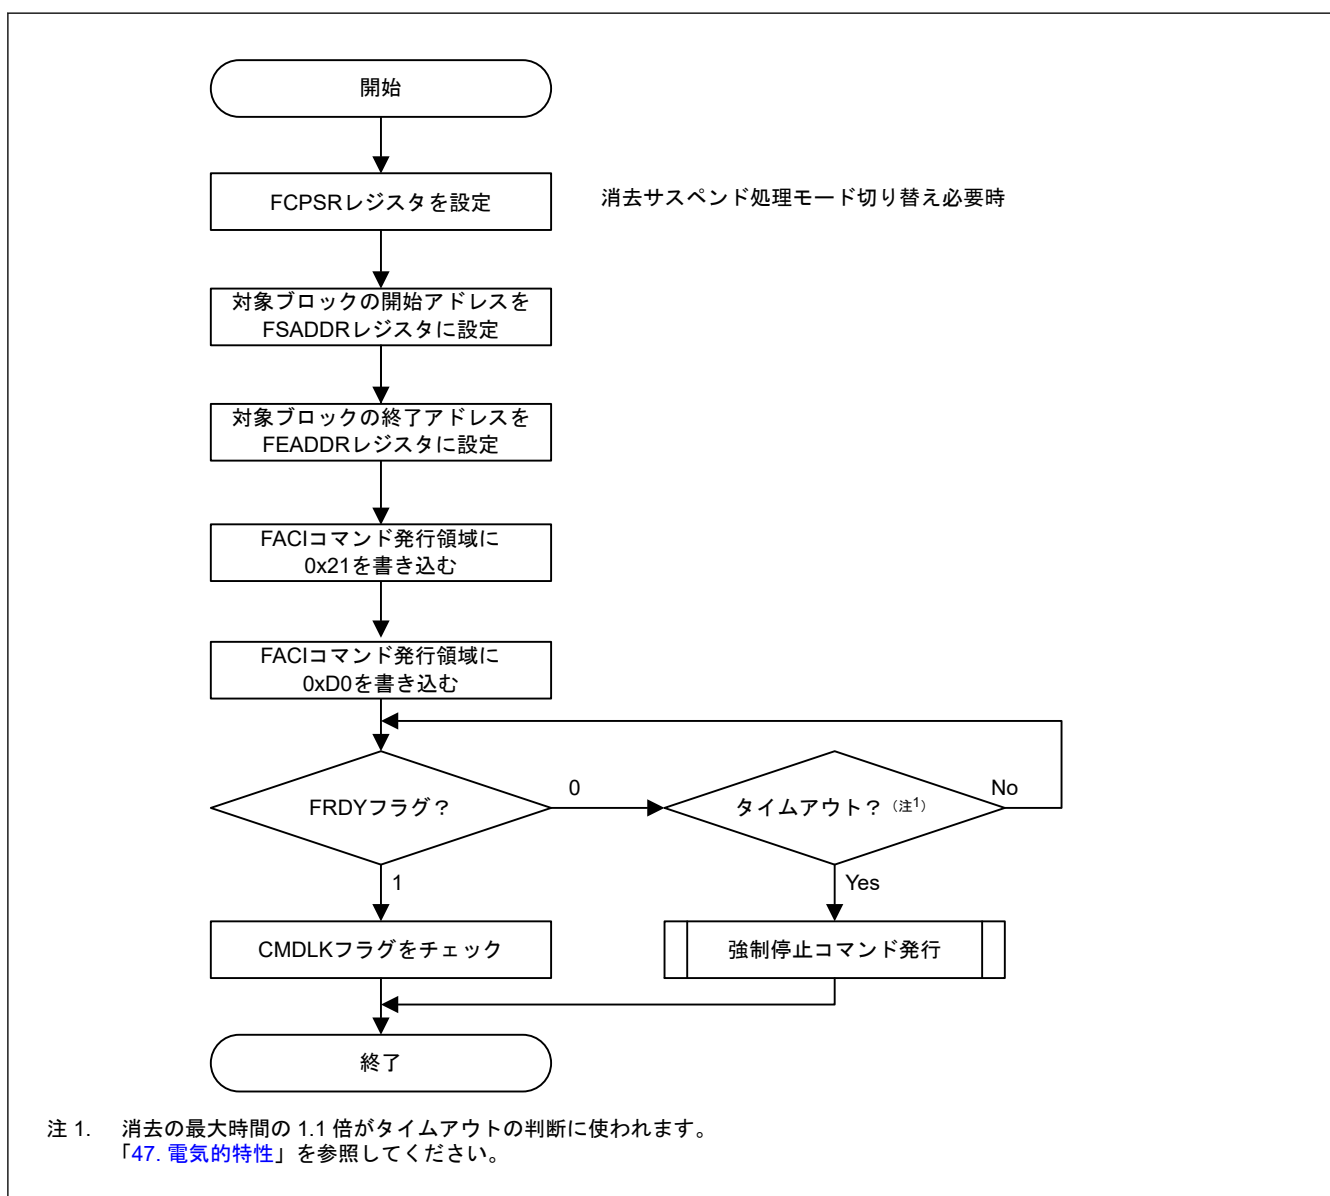 開始
FCPSRレジスタを設定
消去サスペンド処理モード切り替え必要時
対象ブロックの開始アドレスを
FSADDRレジスタに設定
対象ブロックの終了アドレスを
FEADDRレジスタに設定
FACIコマンド発行領域に
0x21を書き込む
FACIコマンド発行領域に
0xD0を書き込む
FRDYフラグ？
0
タイムアウト？（注1）
No
1
Yes
CMDLKフラグをチェック
強制停止コマンド発行
終了
注 1. 消去の最大時間の 1.1 倍がタイムアウトの判断に使われます。
「47. 電気的特性」を参照してください。